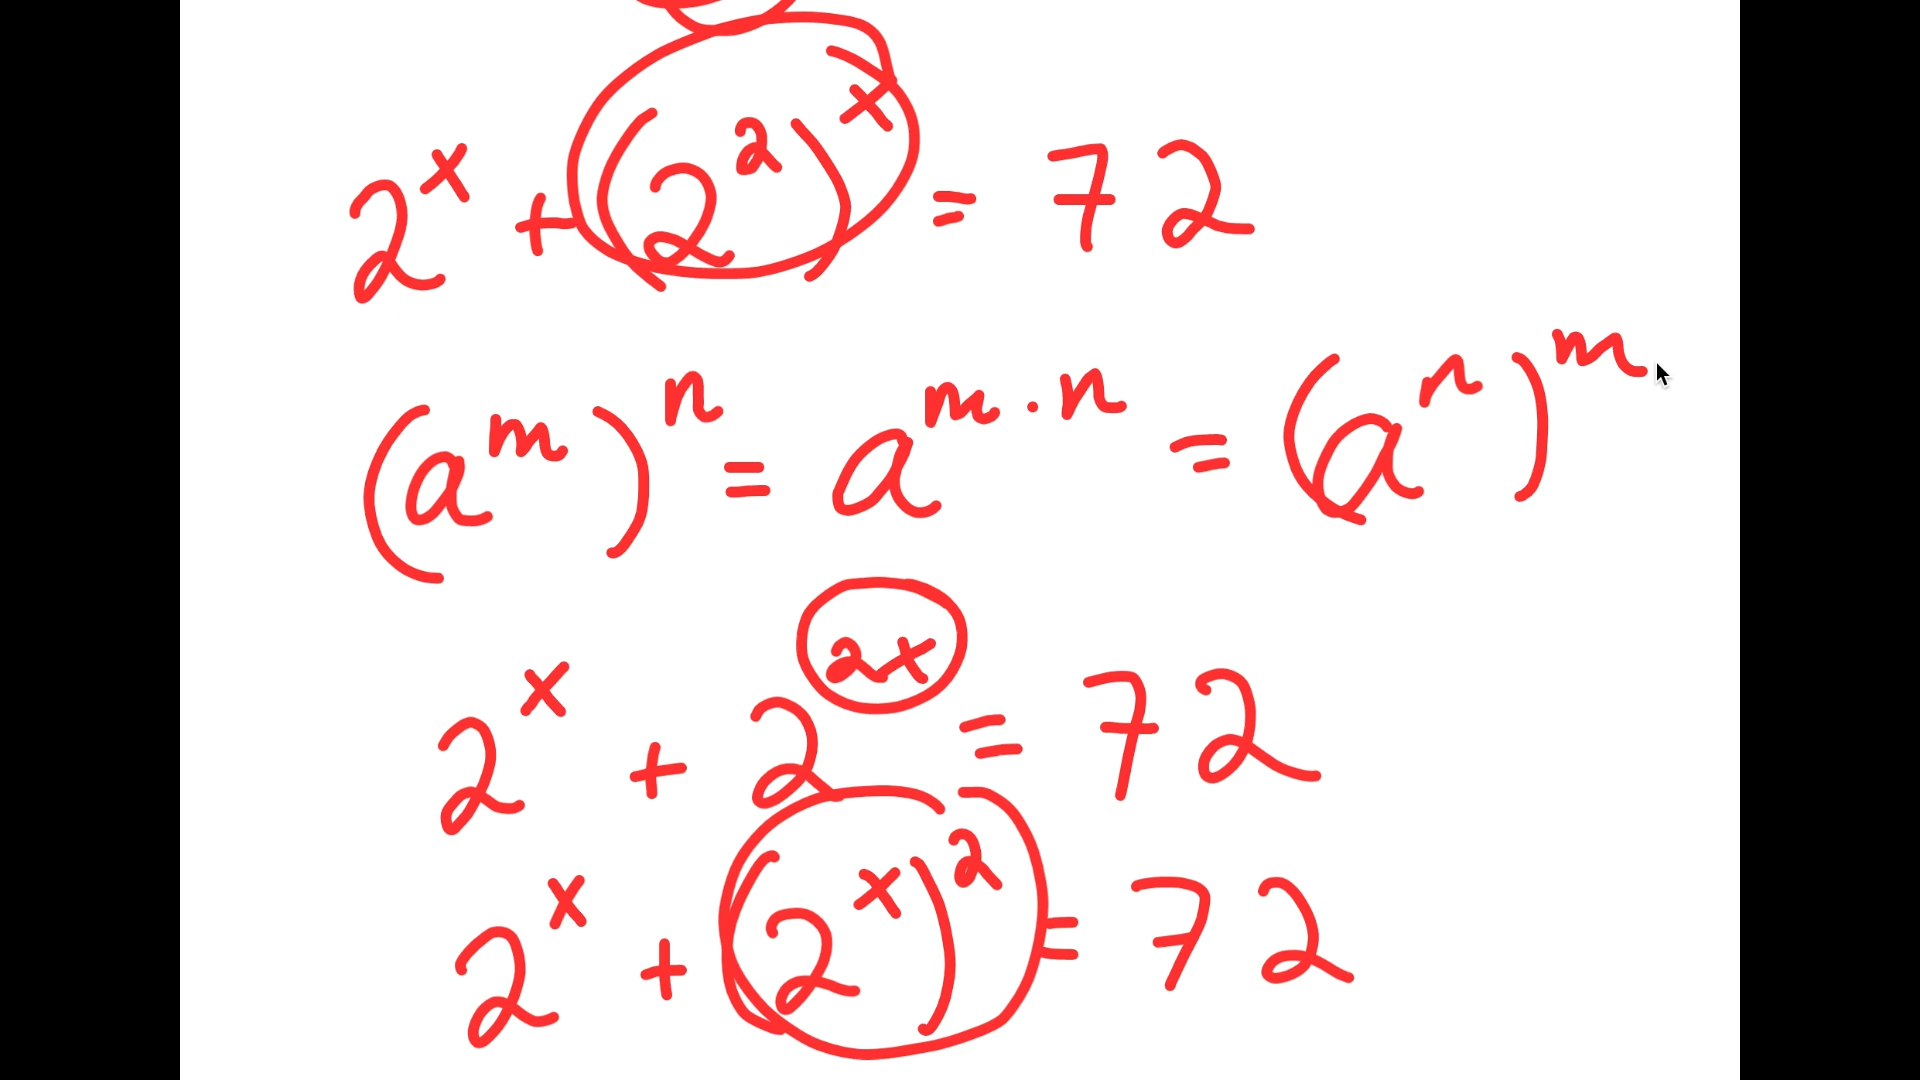 2^x + (2^2)^x = 72
(a^m)^n = a^{m·n} = (a^n)^m
2^x + 2^{2x} = 72
2^x + (2^x)^2 = 72